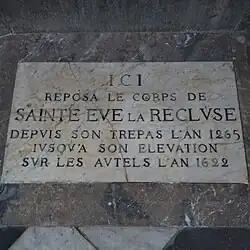 ICI
REPOSA LE CORPS DE
SAINTE EVE LA RECLVSE
DEPVIS SON TREPAS L'AN 1265
IVSQV'A SON ELEVATION
SVR LES AVTELS L'AN 1622